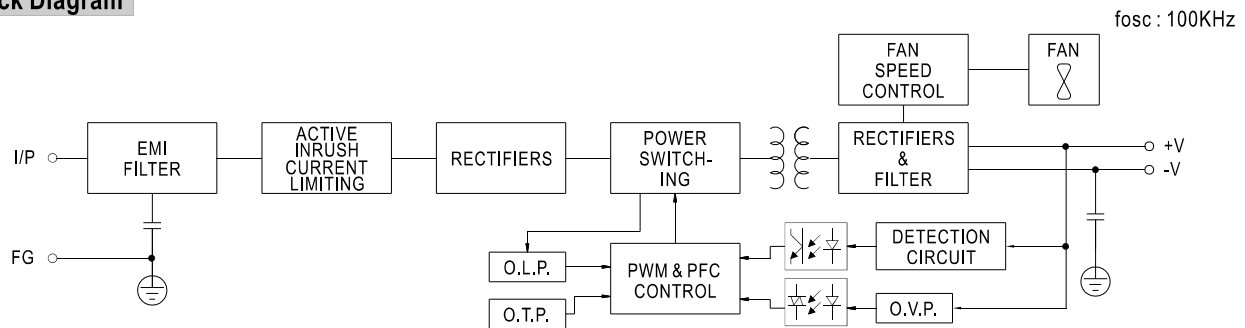 ck Diagram
fosc : 100KHz
FAN
SPEED
CONTROL
FAN
I/P
EMI
FILTER
ACTIVE
INRUSH
CURRENT
LIMITING
RECTIFIERS
POWER
SWITCH-
ING
RECTIFIERS
&
FILTER
+V
-V
FG
O.L.P.
O.T.P.
PWM & PFC
CONTROL
DETECTION
CIRCUIT
O.V.P.